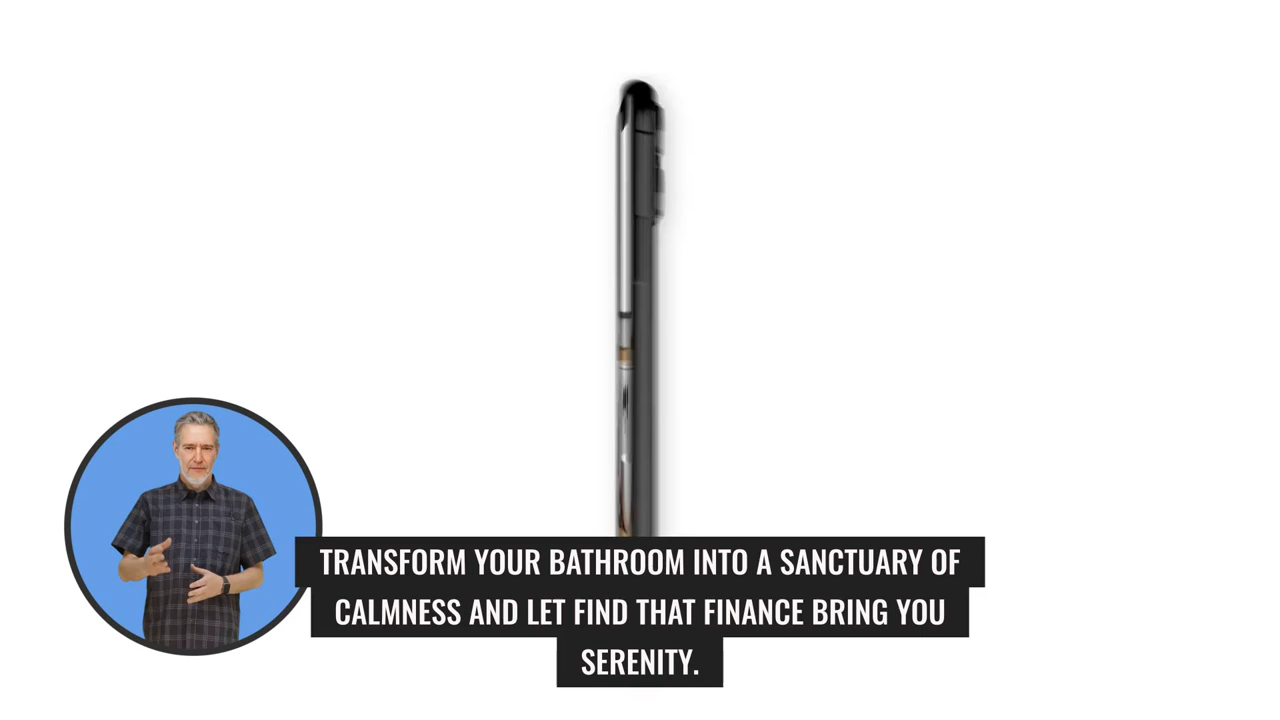 TRANSFORM YOUR BATHROOM INTO A SANCTUARY OF
CALMNESS AND LET FIND THAT FINANCE BRING YOU
SERENITY.